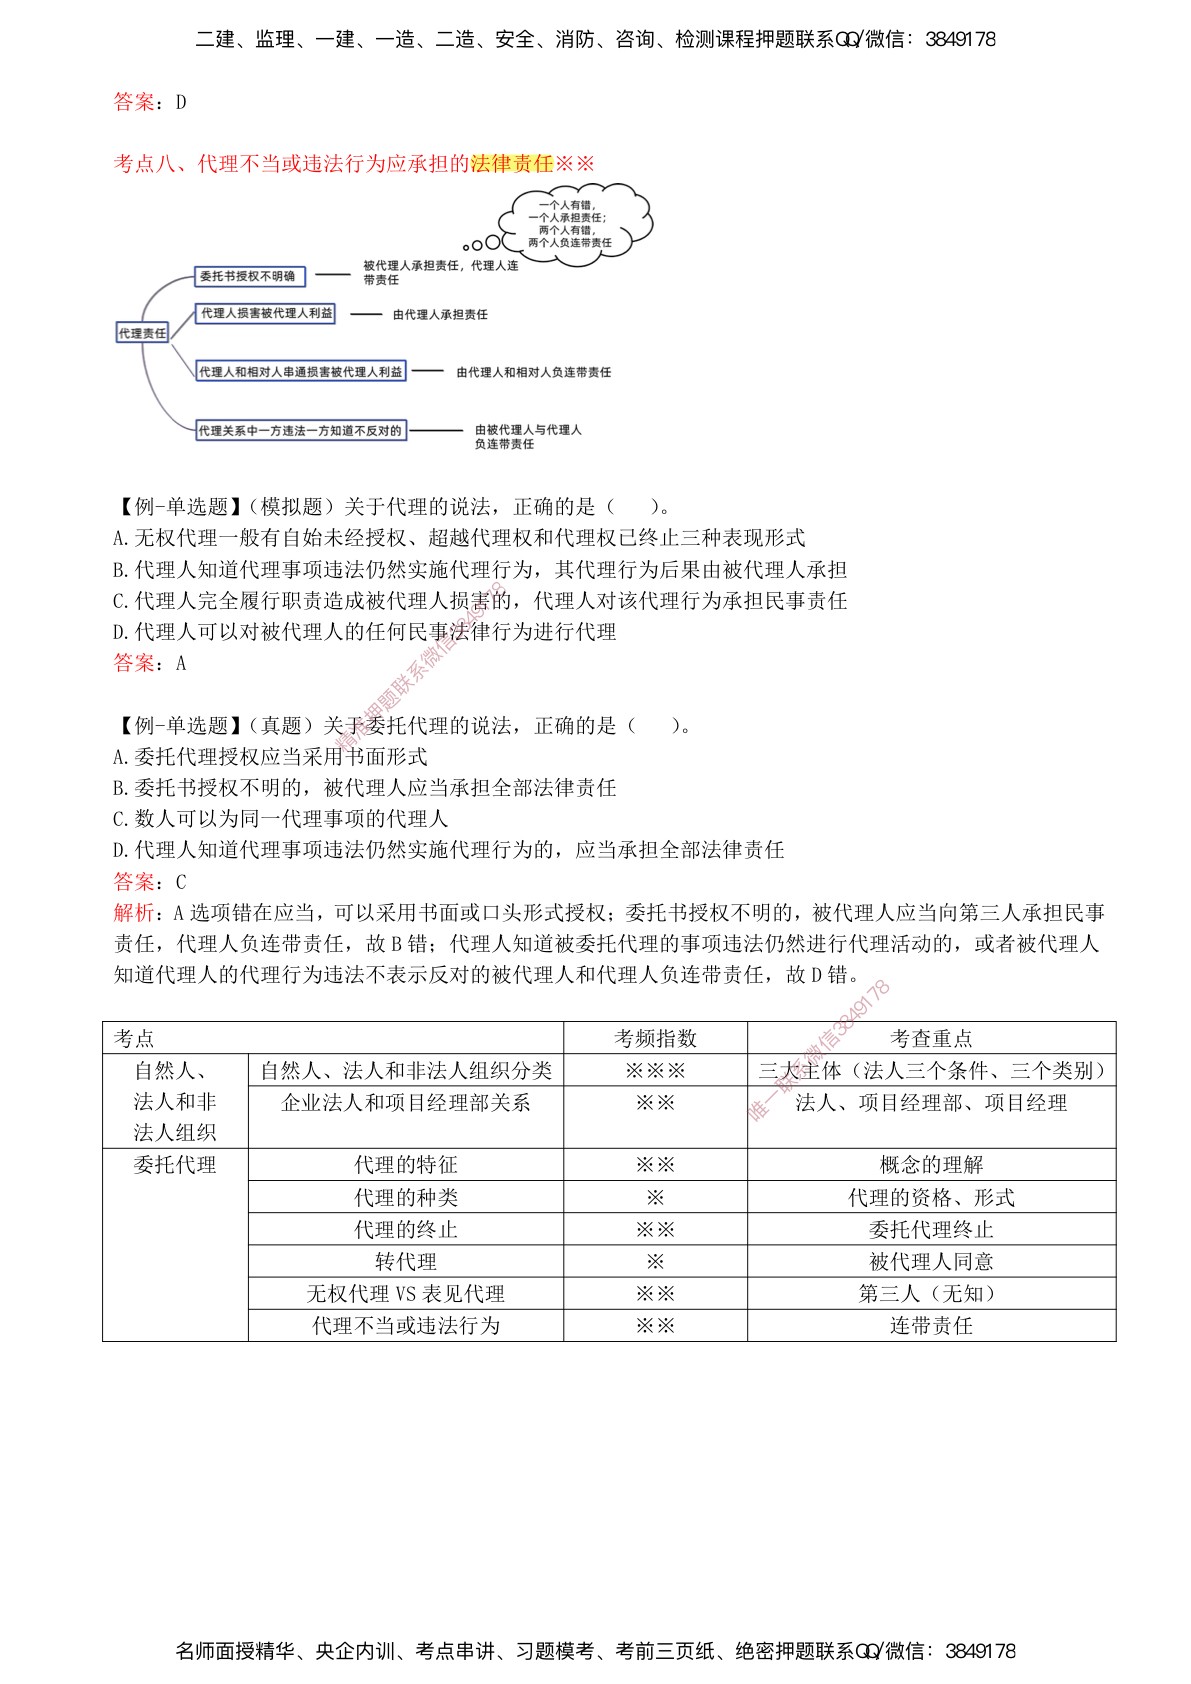 二建、监理、一建、一造、二造、安全、消防、咨询、检测课程押题联系QQ/微信：3849178
答案：D
考点八、代理不当或违法行为应承担的法律责任※※
一个人有错，
一个人承担责任；
两个人有错，
两个人负连带责任
委托书授权不明确
被代理人承担责任，代理人连
带责任
代理人损害被代理人利益
由代理人承担责任
代理责任
代理人和相对人串通损害被代理人利益
由代理人和相对人负连带责任
代理关系中一方违法一方知道不反对的
由被代理人与代理人
负连带责任
【例-单选题】（模拟题）关于代理的说法，正确的是（　　）。
A.无权代理一般有自始未经授权、超越代理权和代理权已终止三种表现形式
B.代理人知道代理事项违法仍然实施代理行为，其代理行为后果由被代理人承担
C.代理人完全履行职责造成被代理人损害的，代理人对该代理行为承担民事责任
D.代理人可以对被代理人的任何民事法律行为进行代理
答案：A
精准押题联系微信3849178
【例-单选题】（真题）关于委托代理的说法，正确的是（　　）。
A.委托代理授权应当采用书面形式
B.委托书授权不明的，被代理人应当承担全部法律责任
C.数人可以为同一代理事项的代理人
D.代理人知道代理事项违法仍然实施代理行为的，应当承担全部法律责任
答案：C
解析：A 选项错在应当，可以采用书面或口头形式授权；委托书授权不明的，被代理人应当向第三人承担民事
责任，代理人负连带责任，故 B 错；代理人知道被委托代理的事项违法仍然进行代理活动的，或者被代理人
知道代理人的代理行为违法不表示反对的被代理人和代理人负连带责任，故 D 错。
唯一联系微信3849178
考点 考频指数 考查重点
自然人、 自然人、法人和非法人组织分类 ※※※ 三大主体（法人三个条件、三个类别）
法人和非 企业法人和项目经理部关系 ※※ 法人、项目经理部、项目经理
法人组织
委托代理 代理的特征 ※※ 概念的理解
代理的种类 ※ 代理的资格、形式
代理的终止 ※※ 委托代理终止
转代理 ※ 被代理人同意
无权代理 VS 表见代理 ※※ 第三人（无知）
代理不当或违法行为 ※※ 连带责任
名师面授精华、央企内训、考点串讲、习题模考、考前三页纸、绝密押题联系QQ/微信：3849178